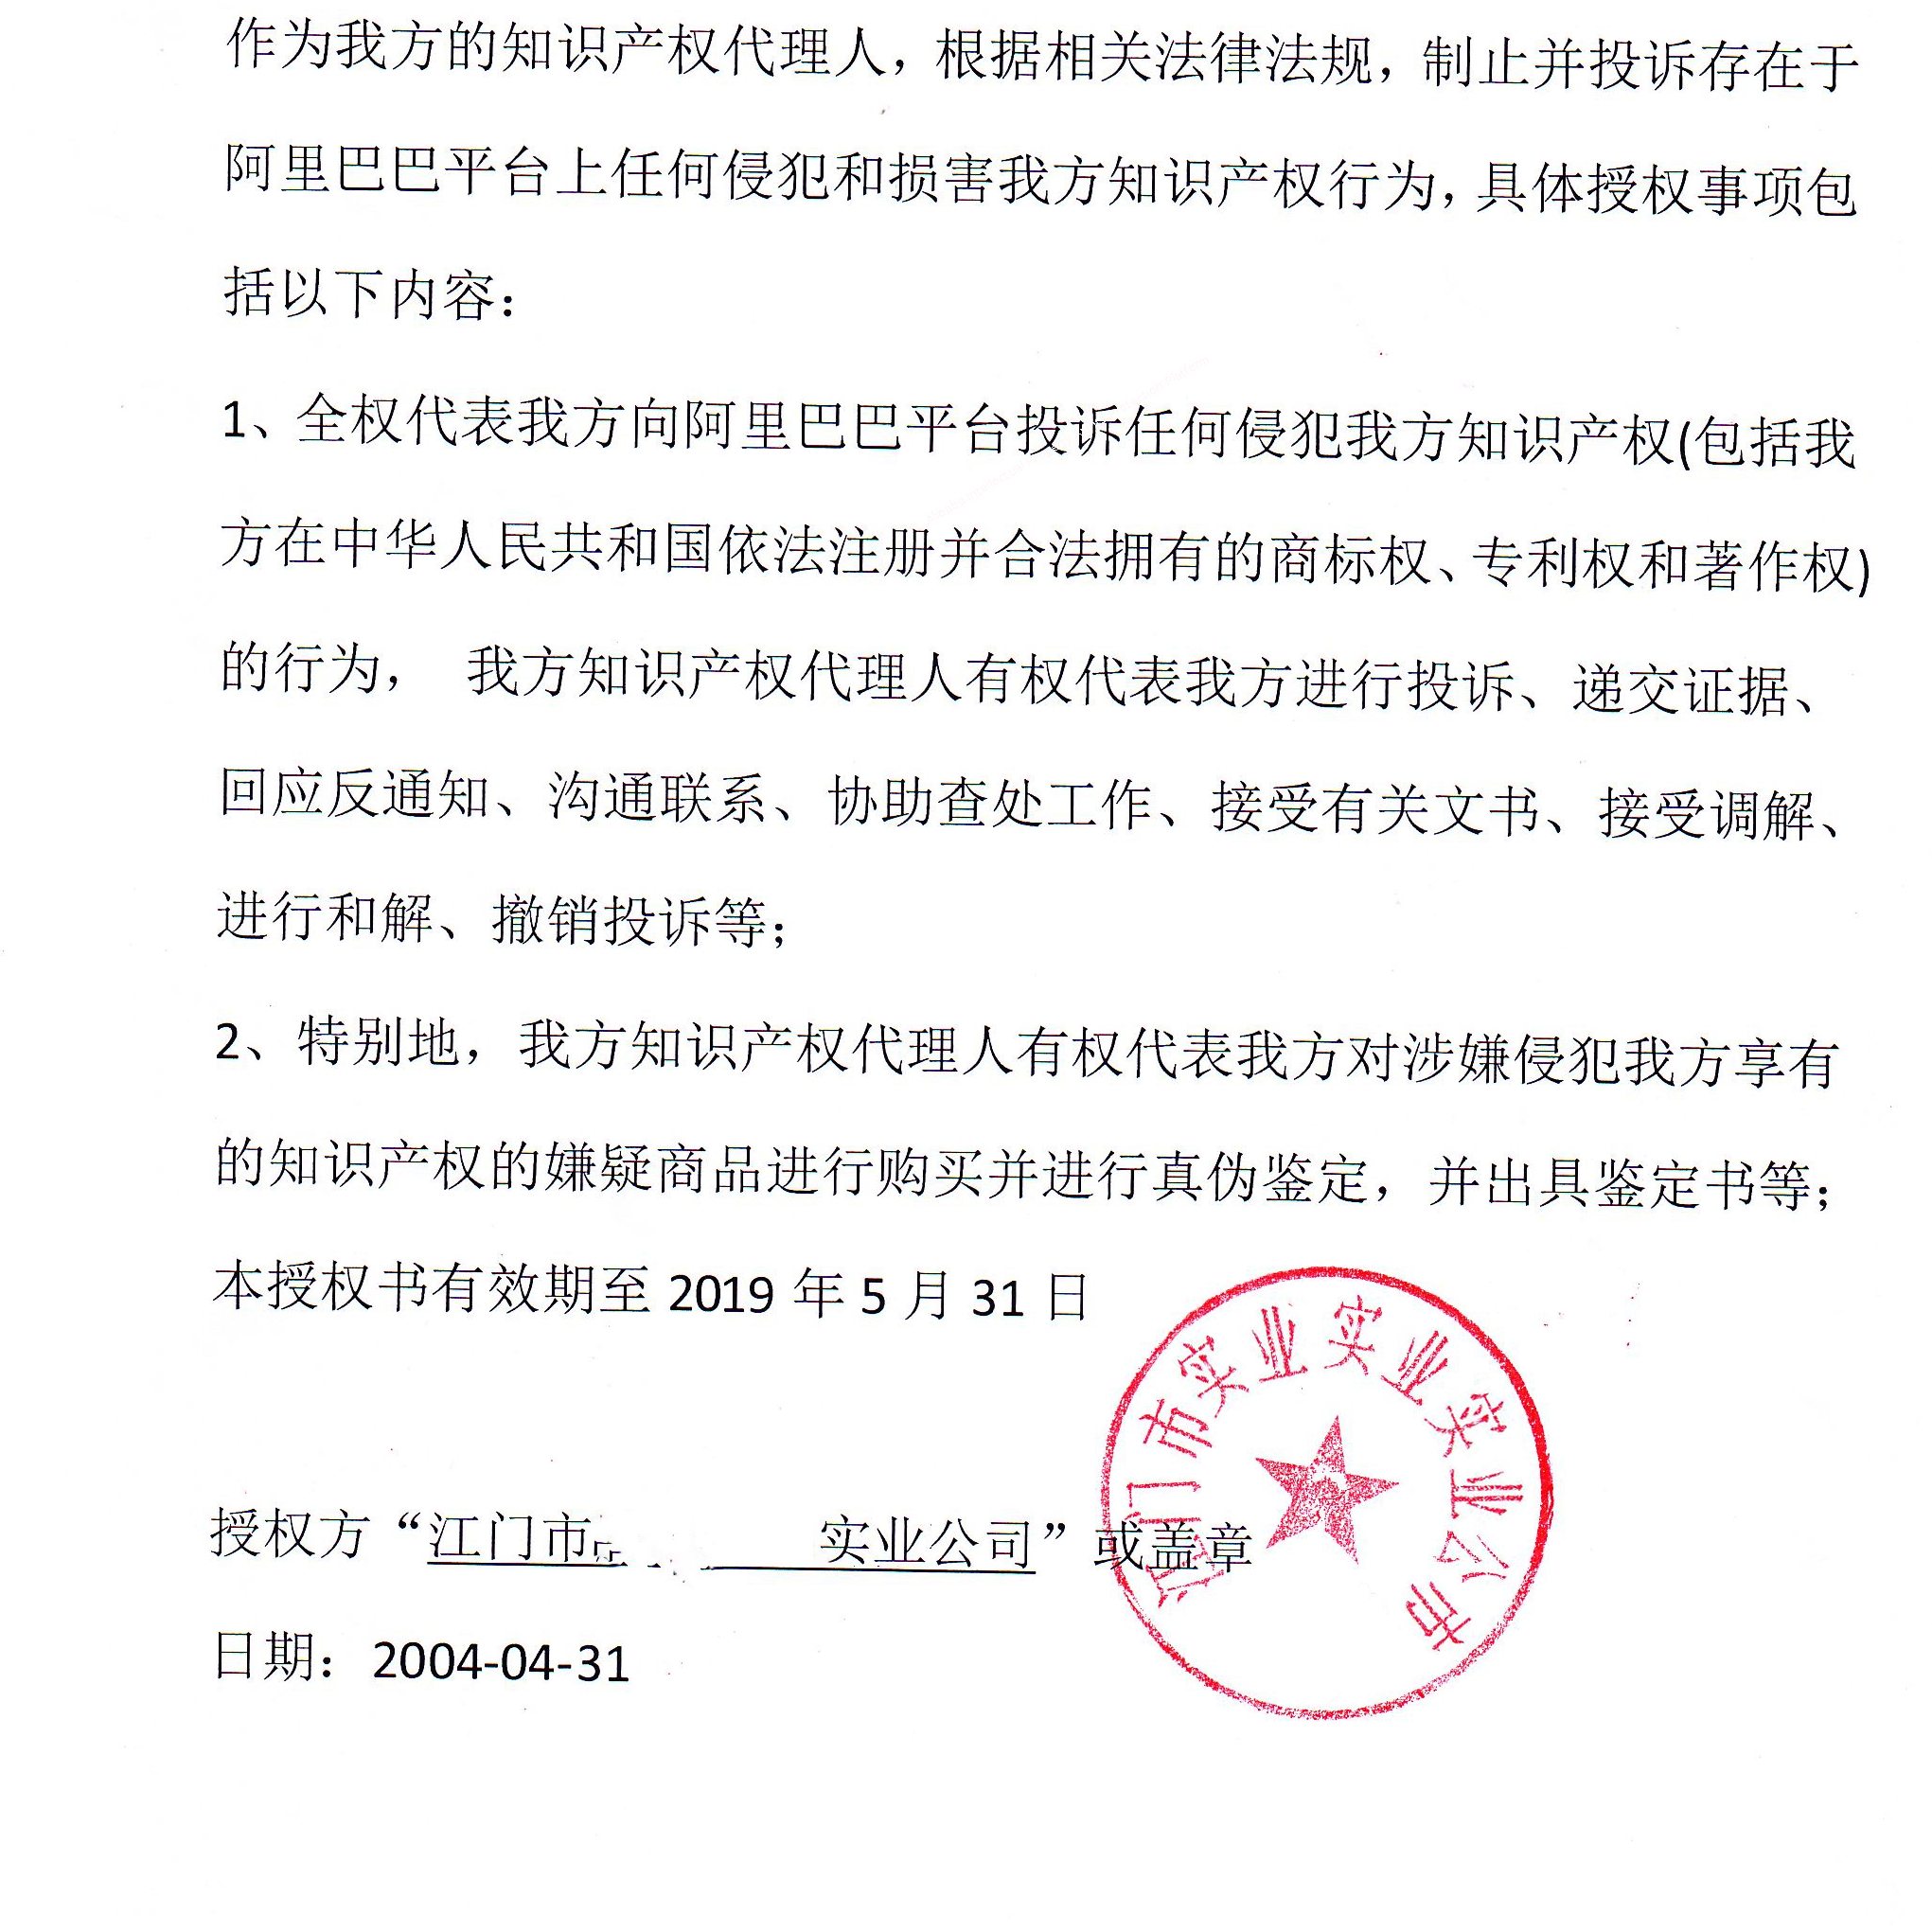 作为我方的知识产权代理人，根据相关法律法规，制止并投诉存在于
阿里巴巴平台上任何侵犯和损害我方知识产权行为，具体授权事项包
括以下内容：
1、全权代表我方向阿里巴巴平台投诉任何侵犯我方知识产权(包括我
方在中华人民共和国依法注册并合法拥有的商标权、专利权和著作权)
的行为， 我方知识产权代理人有权代表我方进行投诉、递交证据、
回应反通知、沟通联系、协助查处工作、接受有关文书、接受调解、
进行和解、撤销投诉等；
2、特别地，我方知识产权代理人有权代表我方对涉嫌侵犯我方享有
的知识产权的嫌疑商品进行购买并进行真伪鉴定，并出具鉴定书等；
本授权书有效期至 2019 年 5 月 31 日
江门市实业实业实业公市
授权方“江门市 实业公司”或盖章
日期：2004-04-31